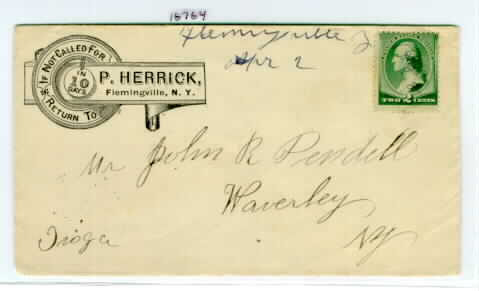 16764
Flemingville
Apr 2
IF NOT CALLED FOR
IN
10
DAYS,
RETURN TO
P. HERRICK,
Flemingville, N. Y.
TWO CENTS
Mr John R Pendell
Waverley
Tioga
NY